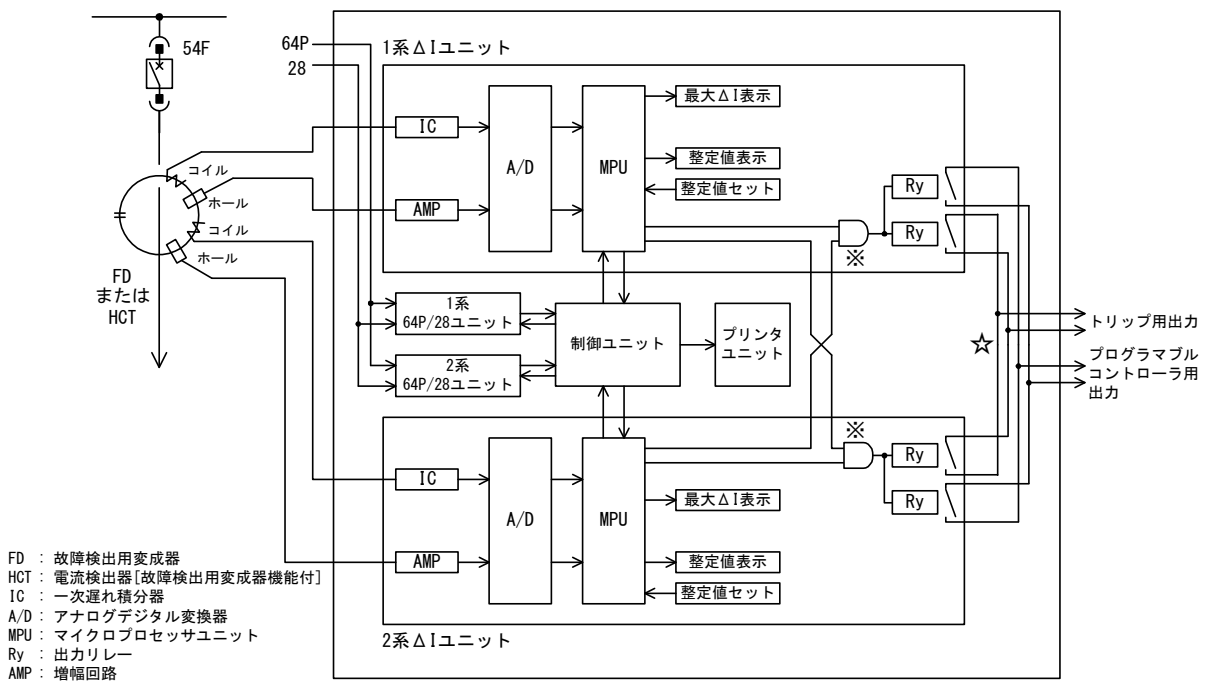 54F
64P
28
1系ΔIユニット
IC
A/D
MPU
最大ΔI表示
整定値表示
整定値セット
AMP
Ry
Ry
※
コイル
ホール
コイル
ホール
FD
または
HCT
1系
64P/28ユニット
2系
64P/28ユニット
制御ユニット
プリンタ
ユニット
☆
トリップ用出力
プログラマブル
コントローラ用
出力
※
IC
A/D
MPU
最大ΔI表示
整定値表示
整定値セット
AMP
Ry
Ry
2系ΔIユニット
FD : 故障検出用変成器
HCT : 電流検出器[故障検出用変成器機能付]
IC : 一次遅れ積分器
A/D : アナログデジタル変換器
MPU : マイクロプロセッサユニット
Ry : 出力リレー
AMP : 増幅回路